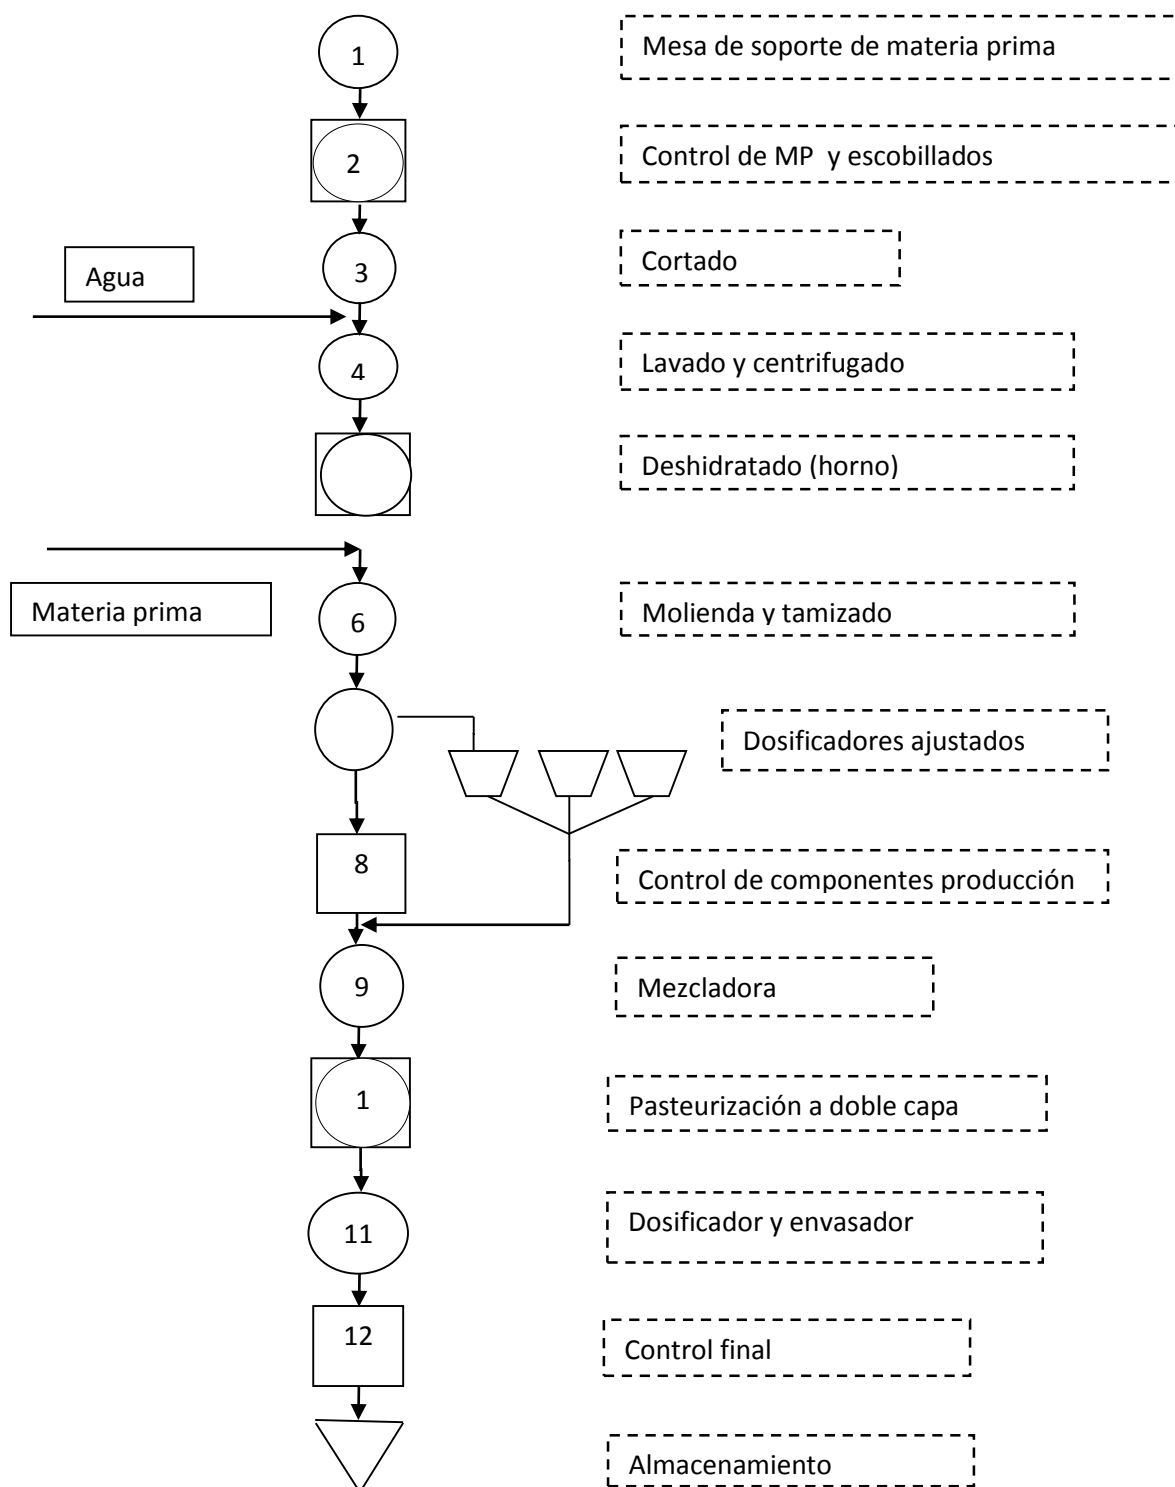 1
Mesa de soporte de materia prima
2
Control de MP y escobillados
Agua
3
Cortado
4
Lavado y centrifugado
Deshidratado (horno)
Materia prima
6
Molienda y tamizado
Dosificadores ajustados
8
Control de componentes producción
9
Mezcladora
1
Pasteurización a doble capa
11
Dosificador y envasador
12
Control final
Almacenamiento